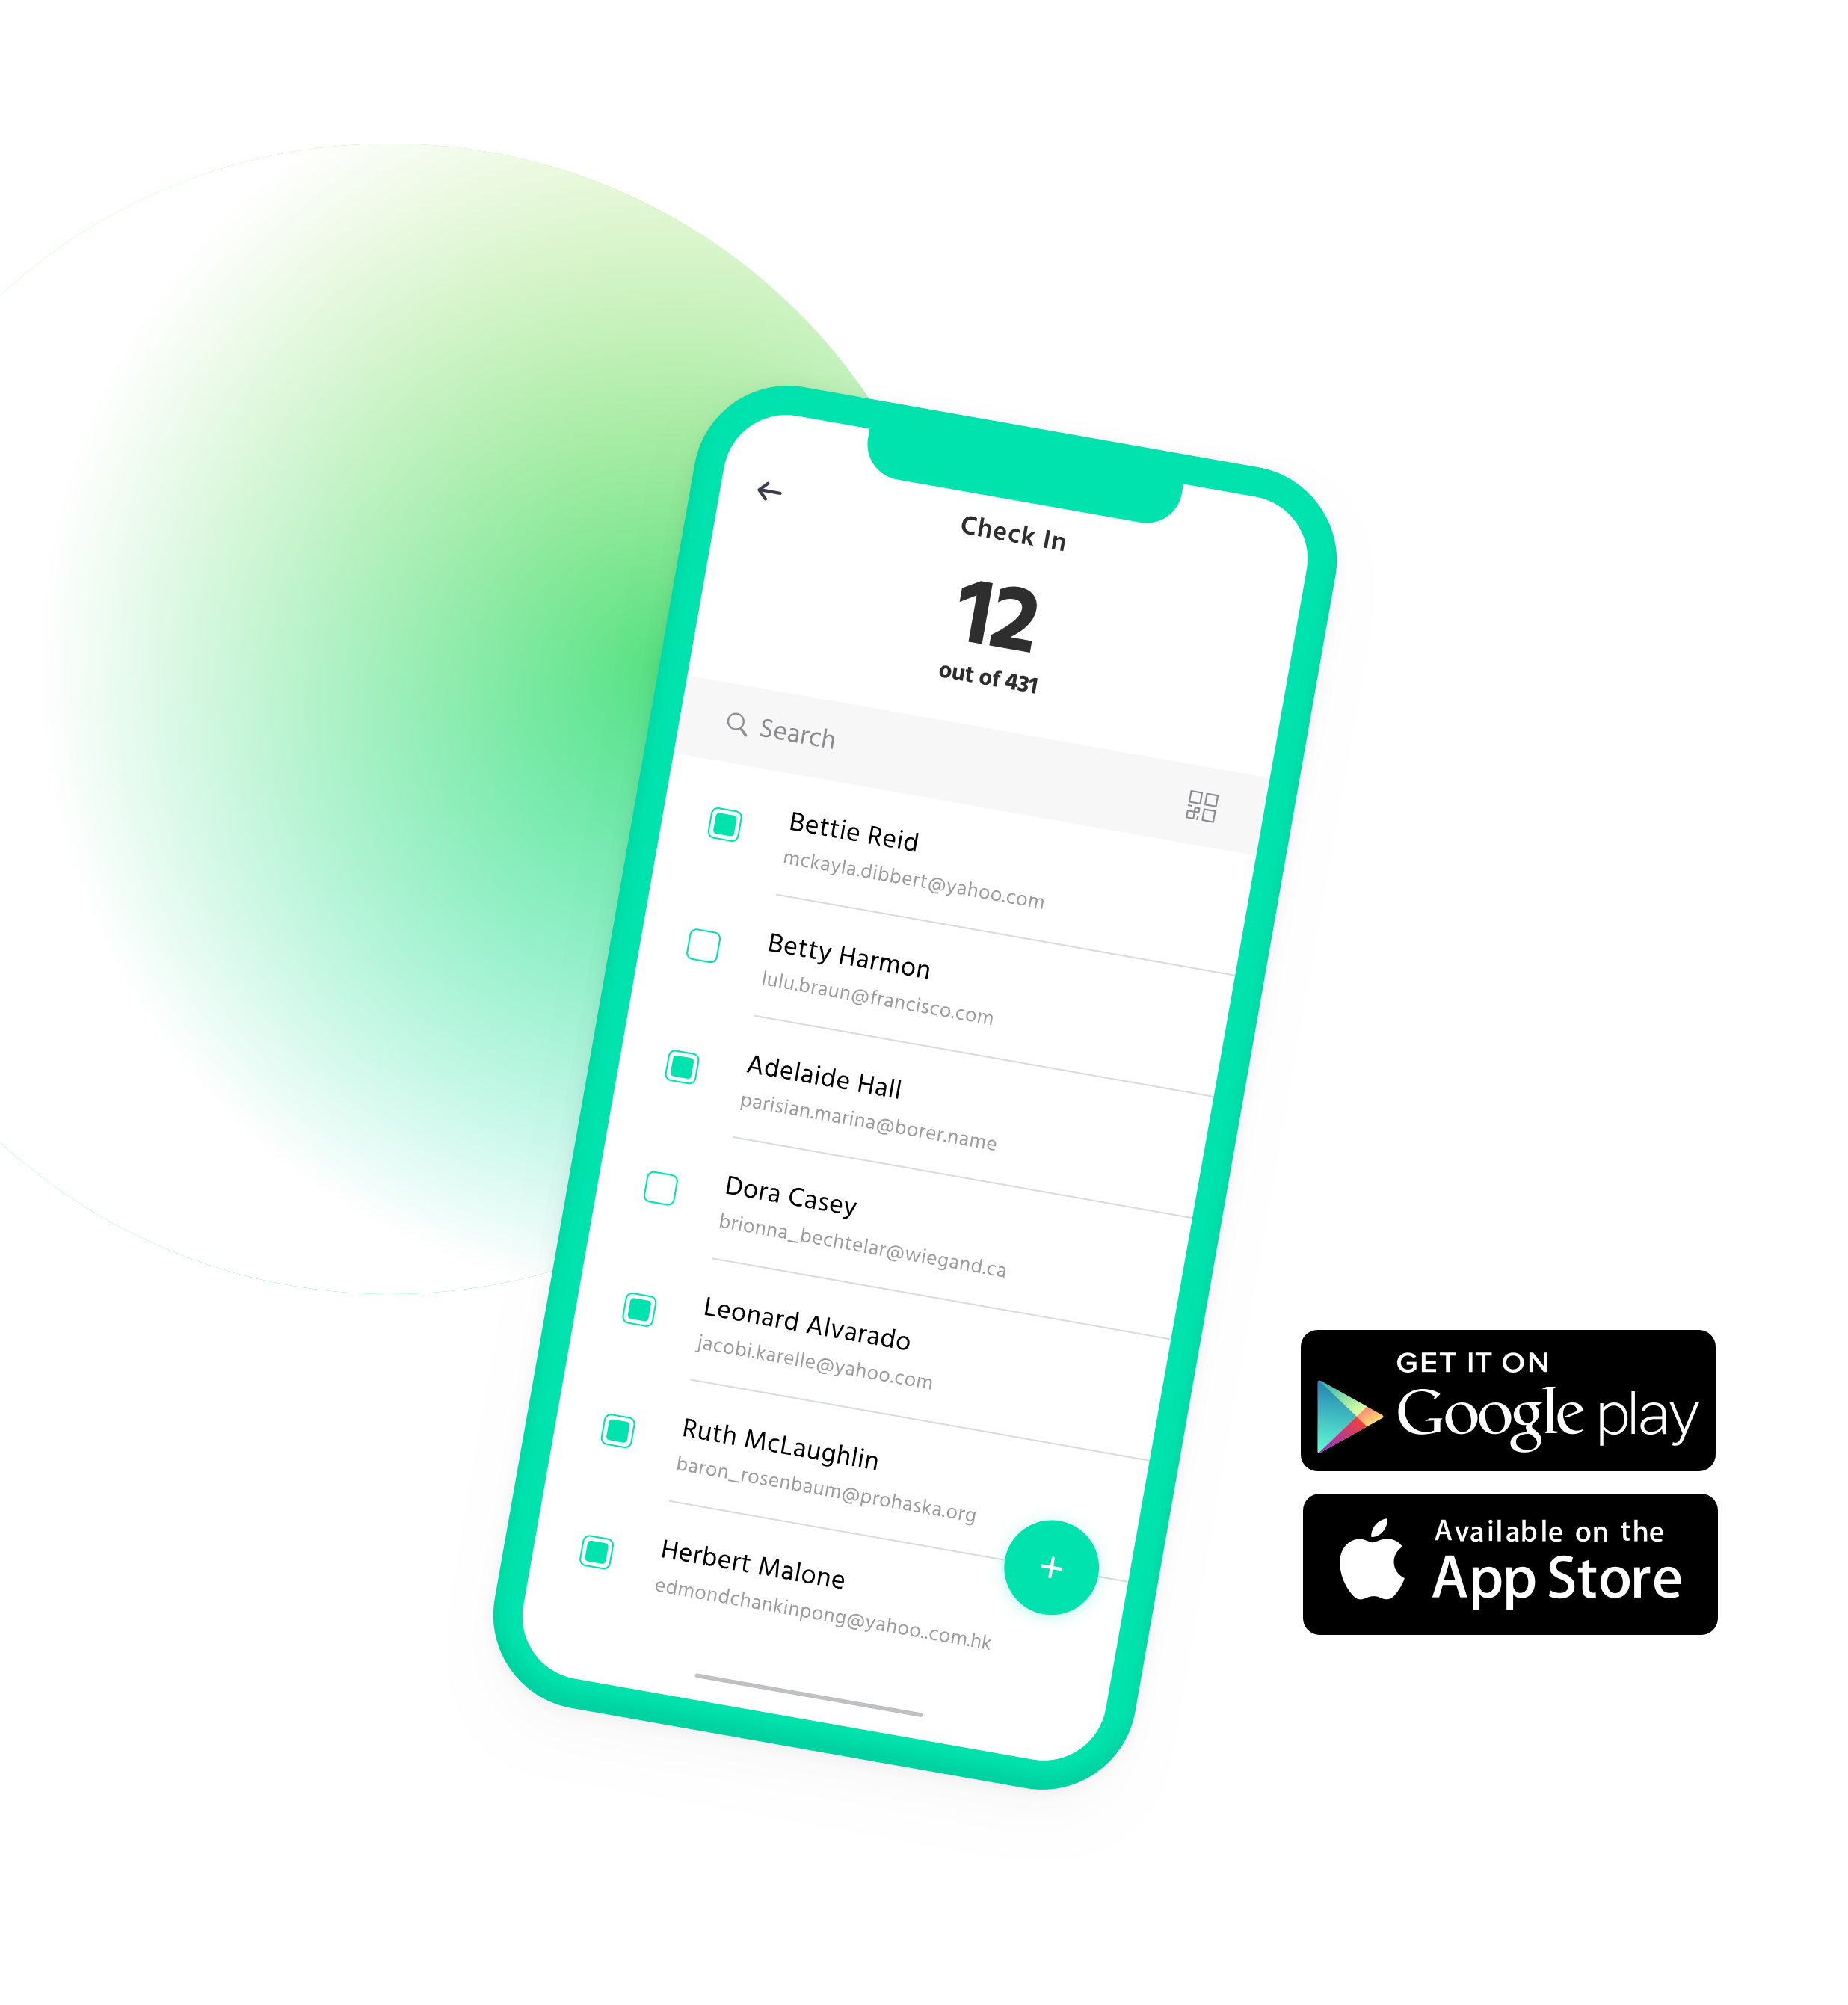 Check In
12
out of 431
Search
Bettie Reid
mckayla.dibbert@yahoo.com
Betty Harmon
lulu.braun@francisco.com
Adelaide Hall
parisian.marina@borer.name
Dora Casey
brionna_bechtelar@wiegand.ca
Leonard Alvarado
jacobi.karelle@yahoo.com
Ruth McLaughlin
baron_rosenbaum@prohaska.org
Herbert Malone
edmondchankinpong@yahoo..com.hk
GET IT ON
Google play
Available on the
App Store